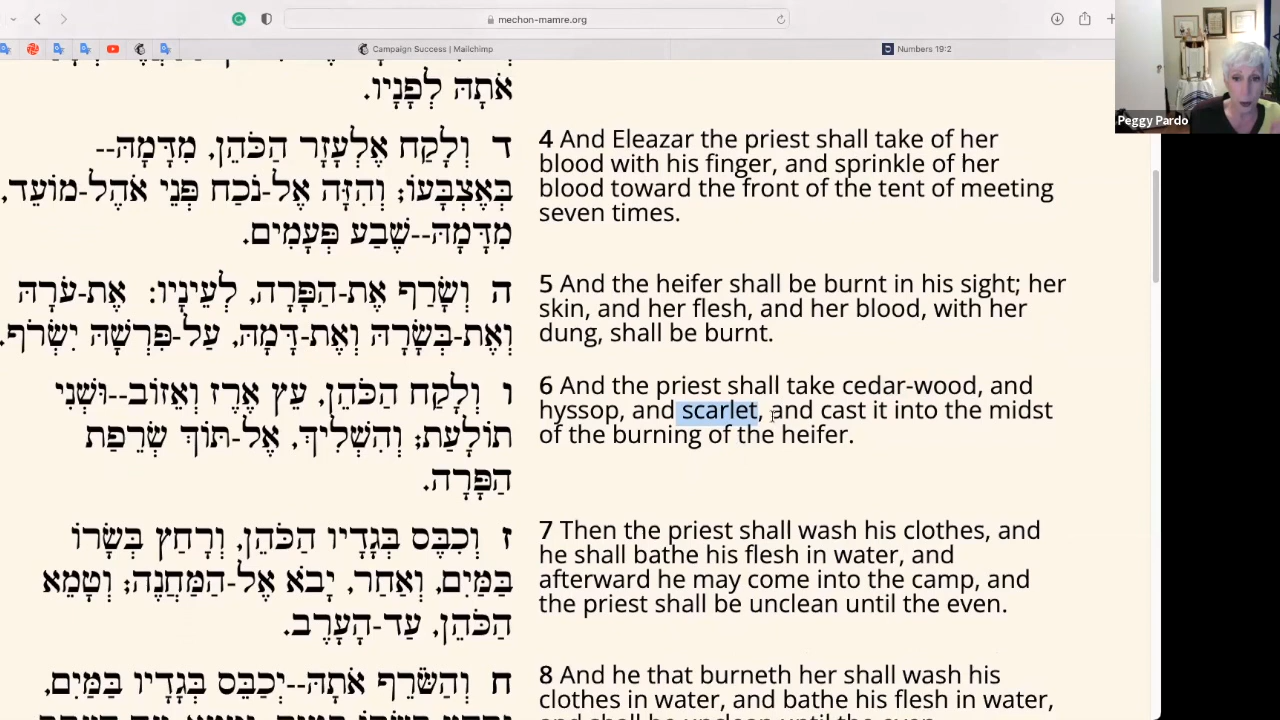 mechon-mamre.org
Campaign Success | Mailchimp
Numbers 19:2
Peggy Pardo
אֹתָהּ לְפָנָיו.
ד וְלָקַח אֶלְעָזָר הַכֹּהֵן, מִדָּמָהּ--
בְּאֶצְבָּעוֹ; וְהִזָּה אֶל-נֹכַח פְּנֵי אֹהֶל-מוֹעֵד,
מִדָּמָהּ--שֶׁבַע פְּעָמִים.
4 And Eleazar the priest shall take of her
blood with his finger, and sprinkle of her
blood toward the front of the tent of meeting
seven times.
ה וְשָׂרַף אֶת-הַפָּרָה, לְעֵינָיו: אֶת-עֹרָהּ
וְאֶת-בְּשָׂרָהּ וְאֶת-דָּמָהּ, עַל-פִּרְשָׁהּ יִשְׂרֹף.
5 And the heifer shall be burnt in his sight; her
skin, and her flesh, and her blood, with her
dung, shall be burnt.
ו וְלָקַח הַכֹּהֵן, עֵץ אֶרֶז וְאֵזוֹב--וּשְׁנִי
תוֹלָעַת; וְהִשְׁלִיךְ, אֶל-תּוֹךְ שְׂרֵפַת
הַפָּרָה.
6 And the priest shall take cedar-wood, and
hyssop, and scarlet, and cast it into the midst
of the burning of the heifer.
ז וְכִבֶּס בְּגָדָיו הַכֹּהֵן, וְרָחַץ בְּשָׂרוֹ
בַּמַּיִם, וְאַחַר, יָבֹא אֶל-הַמַּחֲנֶה; וְטָמֵא
הַכֹּהֵן, עַד-הָעָרֶב.
7 Then the priest shall wash his clothes, and
he shall bathe his flesh in water, and
afterward he may come into the camp, and
the priest shall be unclean until the even.
ח וְהַשֹּׂרֵף אֹתָהּ--יְכַבֵּס בְּגָדָיו בַּמַּיִם,
8 And he that burneth her shall wash his
clothes in water, and bathe his flesh in water,
and shall be unclean until the even.